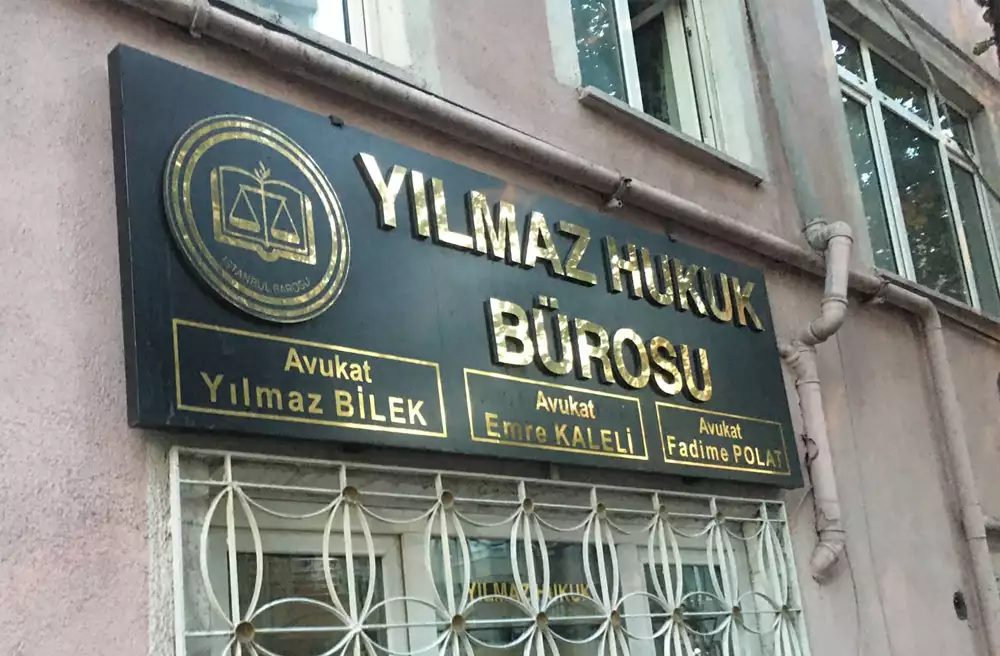 YILMAZ HUKUK
BÜROSU
İSTANBUL BAROSU
Avukat
Yılmaz BİLEK
Avukat
Emre KALELİ
Avukat
Fadime POLAT
YILMAZ HUKUK